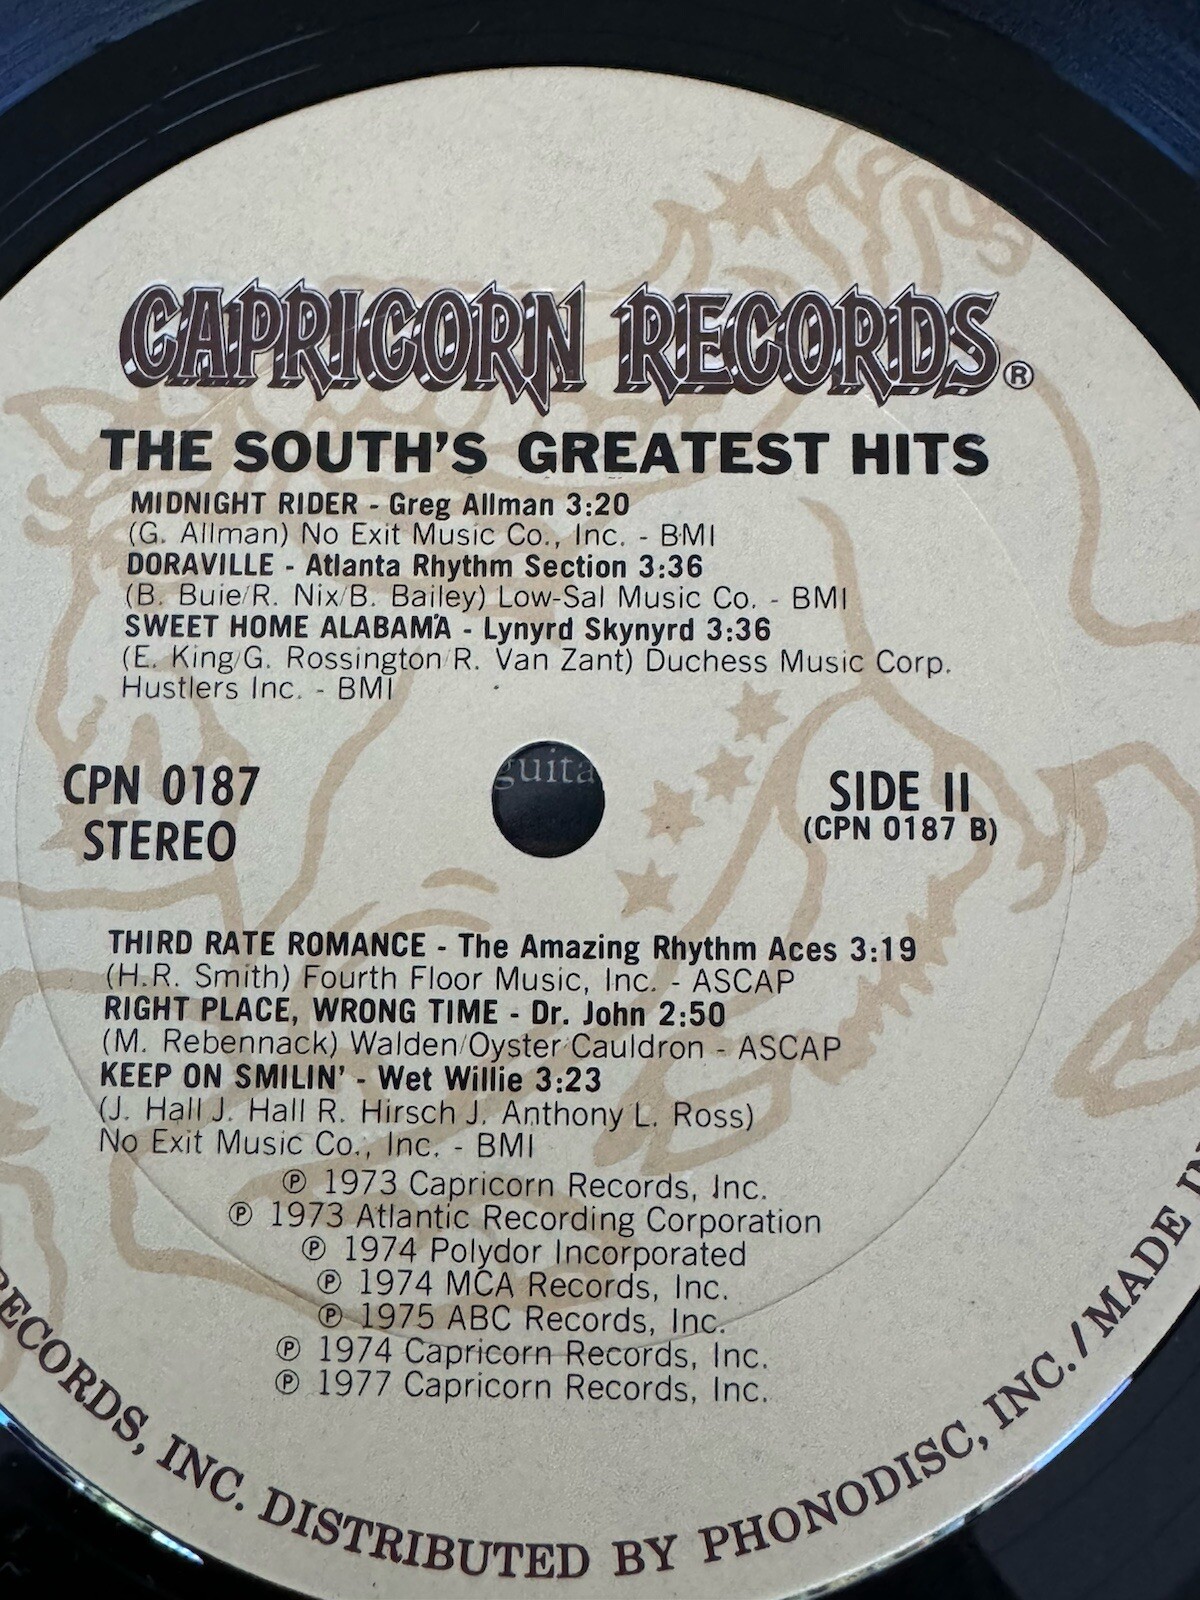 CAPRICORN RECORDS®
THE SOUTH'S GREATEST HITS
MIDNIGHT RIDER - Greg Allman 3:20
(G. Allman) No Exit Music Co., Inc. - BMI
DORAVILLE - Atlanta Rhythm Section 3:36
(B. Buie/R. Nix/B. Bailey) Low-Sal Music Co. - BMI
SWEET HOME ALABAMA - Lynyrd Skynyrd 3:36
(E. King/G. Rossington/R. Van Zant) Duchess Music Corp.
Hustlers Inc. - BMI
guita
CPN 0187
STEREO
SIDE II
(CPN 0187 B)
THIRD RATE ROMANCE - The Amazing Rhythm Aces 3:19
(H.R. Smith) Fourth Floor Music, Inc. - ASCAP
RIGHT PLACE, WRONG TIME - Dr. John 2:50
(M. Rebennack) Walden/Oyster/Cauldron - ASCAP
KEEP ON SMILIN' - Wet Willie 3:23
(J. Hall J. Hall R. Hirsch J. Anthony L. Ross)
No Exit Music Co., Inc. - BMI
℗ 1973 Capricorn Records, Inc.
℗ 1973 Atlantic Recording Corporation
℗ 1974 Polydor Incorporated
℗ 1974 MCA Records, Inc.
℗ 1975 ABC Records, Inc.
℗ 1974 Capricorn Records, Inc.
℗ 1977 Capricorn Records, Inc.
RECORDS, INC. DISTRIBUTED BY PHONODISC, INC./MADE IN